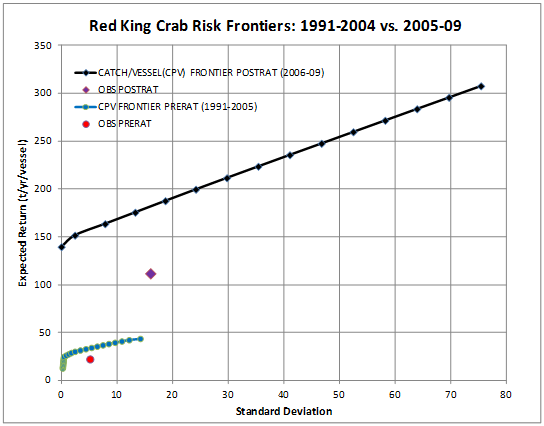 Red King Crab Risk Frontiers: 1991-2004 vs. 2005-09
350
300
250
200
150
100
50
0
Expected Return (t/yr/vessel)
CATCH/VESSEL(CPV) FRONTIER POSTRAT (2006-09)
OBS POSTRAT
CPV FRONTIER PRERAT (1991-2005)
OBS PRERAT
0 10 20 30 40 50 60 70 80
Standard Deviation